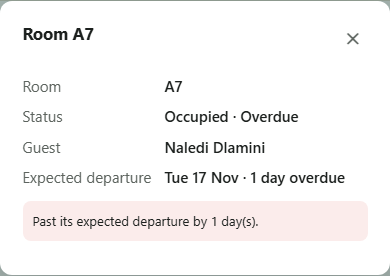 Room A7
Room A7
Status Occupied · Overdue
Guest Naledi Dlamini
Expected departure Tue 17 Nov · 1 day overdue
Past its expected departure by 1 day(s).